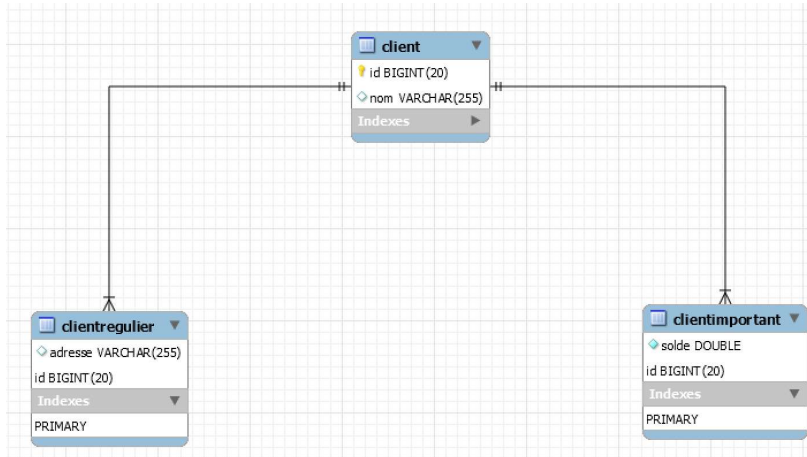 client
id BIGINT(20)
nom VARCHAR(255)
Indexes
clientregulier
adresse VARCHAR(255)
id BIGINT(20)
Indexes
PRIMARY
clientimportant
solde DOUBLE
id BIGINT(20)
Indexes
PRIMARY